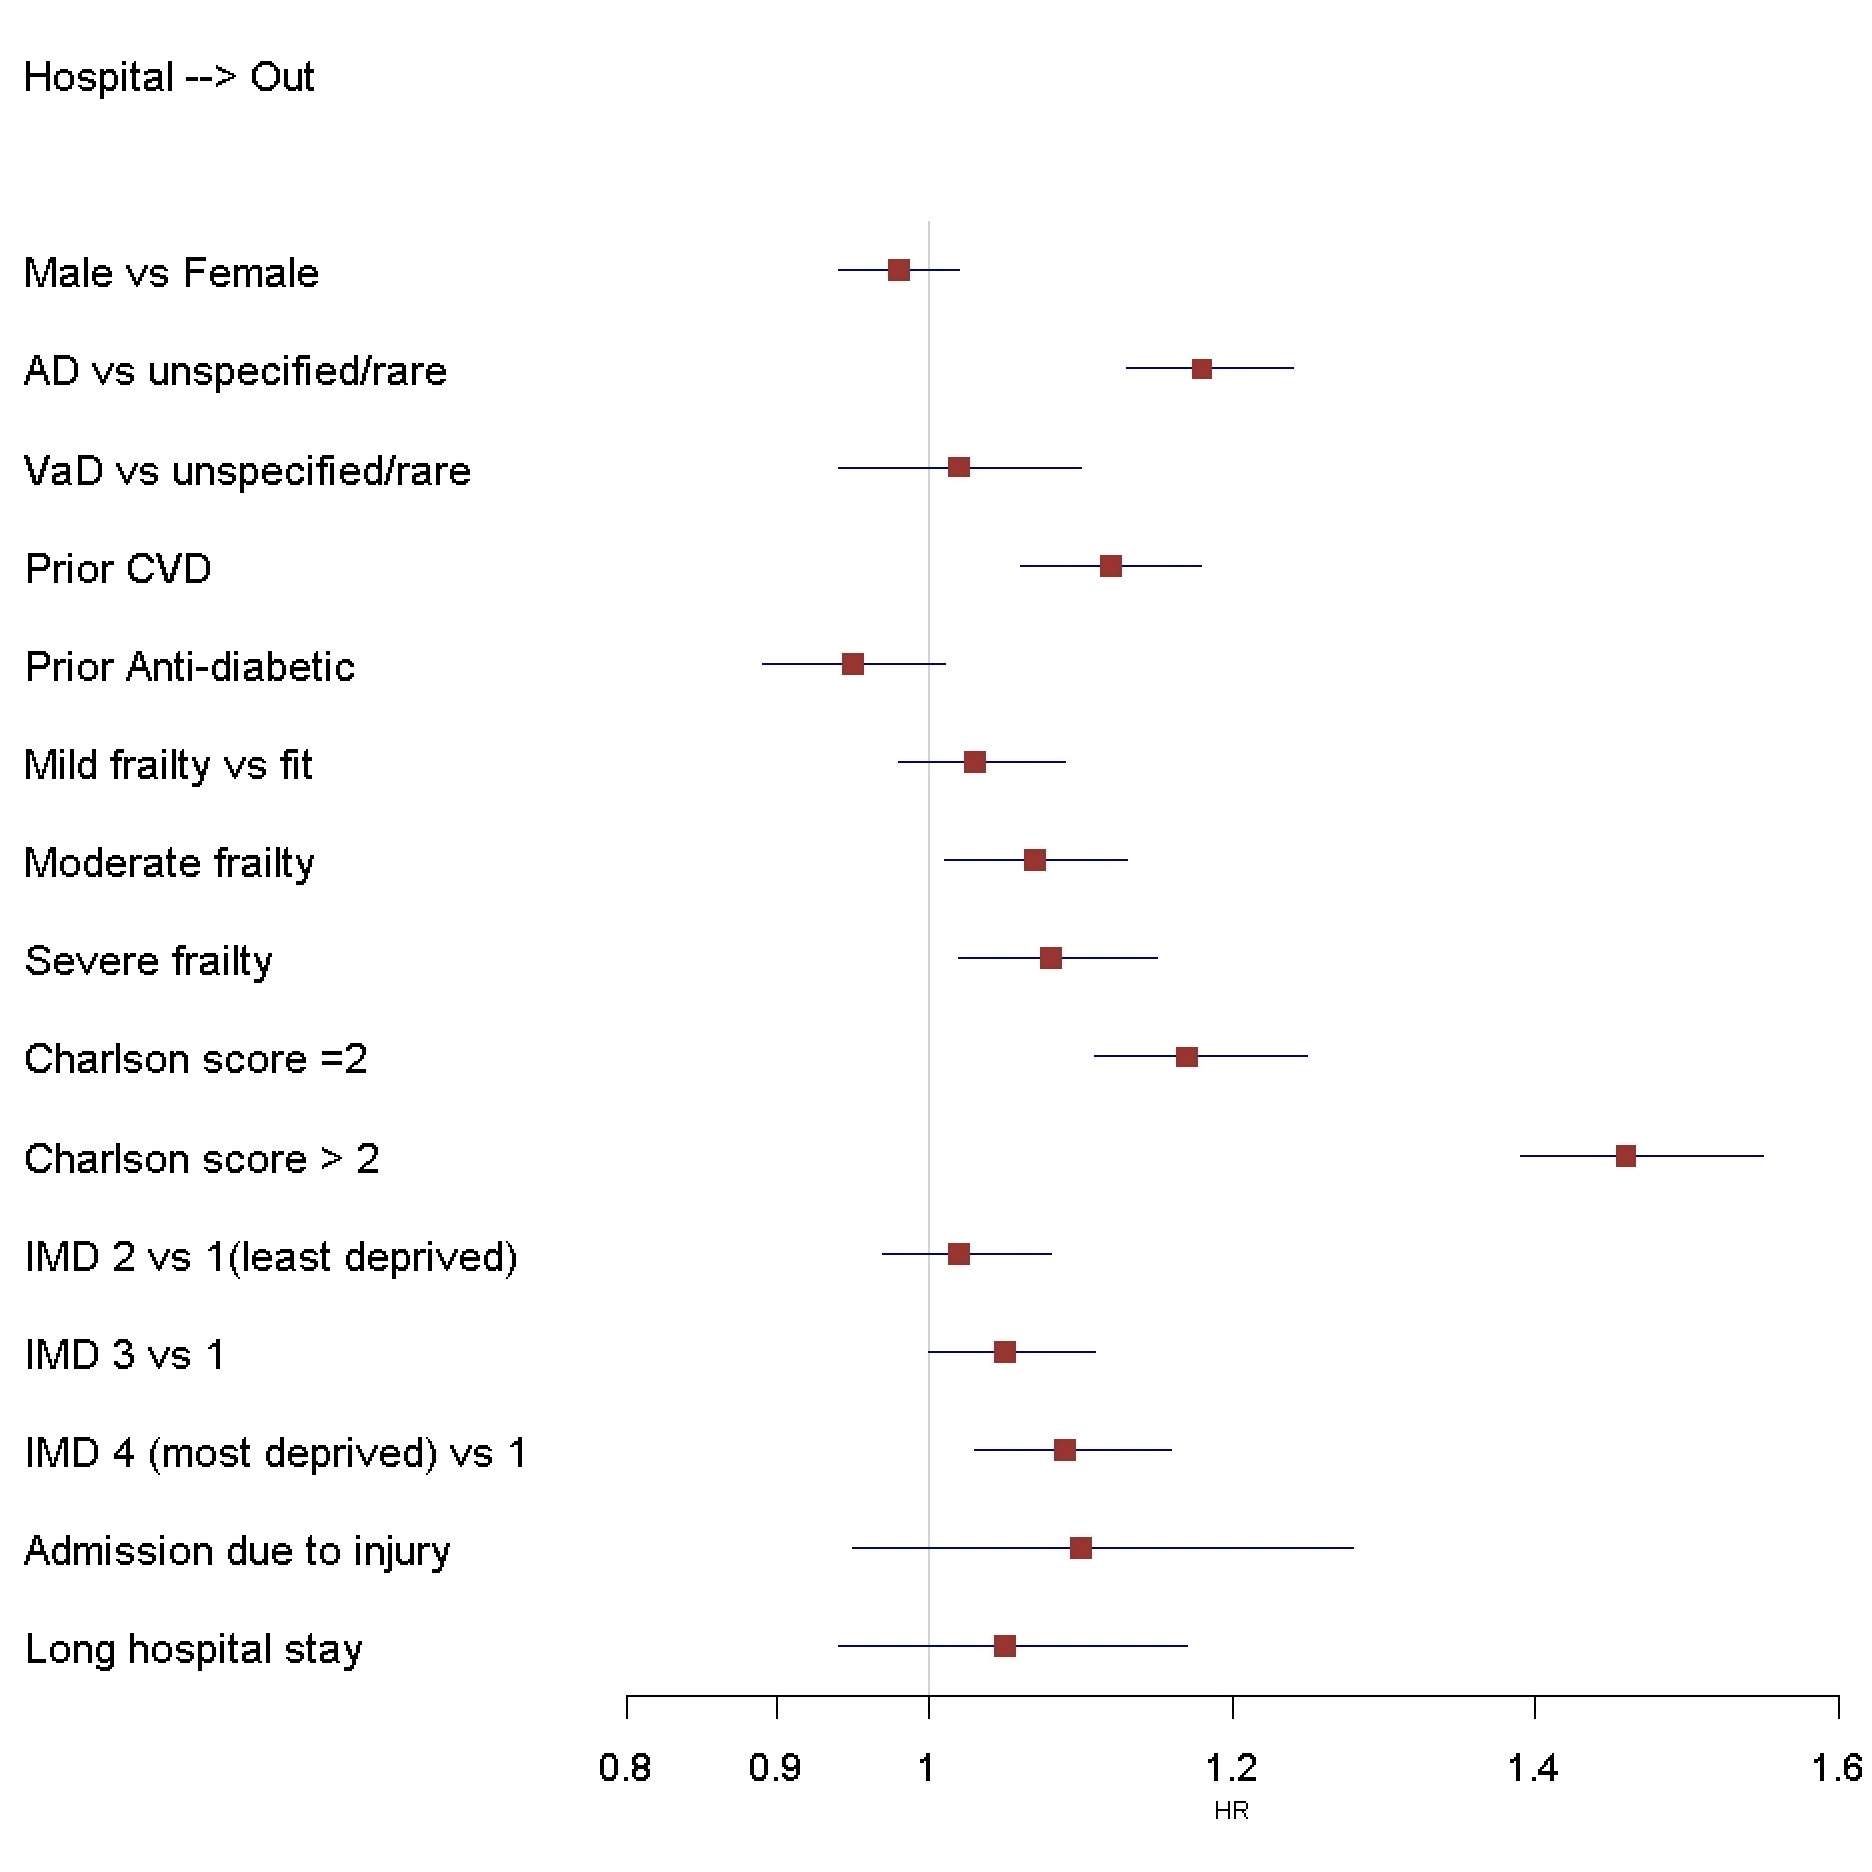 Hospital --> Out
Male vs Female
AD vs unspecified/rare
VaD vs unspecified/rare
Prior CVD
Prior Anti-diabetic
Mild frailty vs fit
Moderate frailty
Severe frailty
Charlson score =2
Charlson score > 2
IMD 2 vs 1(least deprived)
IMD 3 vs 1
IMD 4 (most deprived) vs 1
Admission due to injury
Long hospital stay
0.8 0.9 1 1.2 1.4 1.6
HR